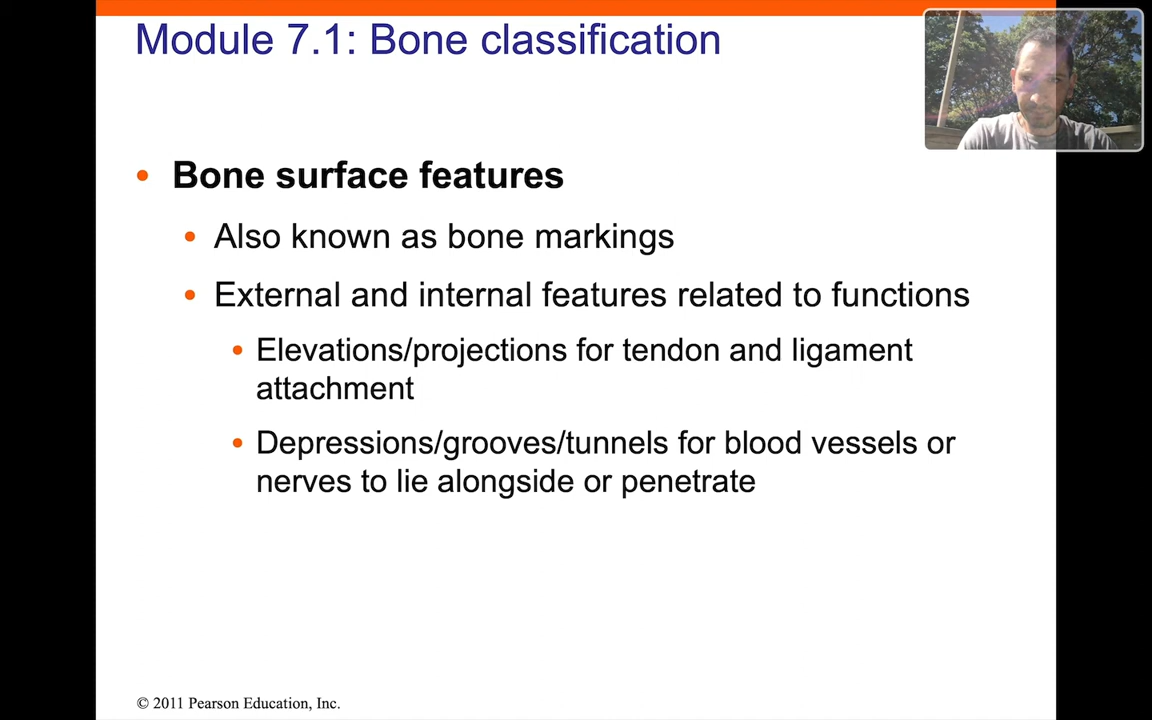 Module 7.1: Bone classification
• Bone surface features
• Also known as bone markings
• External and internal features related to functions
• Elevations/projections for tendon and ligament
attachment
• Depressions/grooves/tunnels for blood vessels or
nerves to lie alongside or penetrate
© 2011 Pearson Education, Inc.